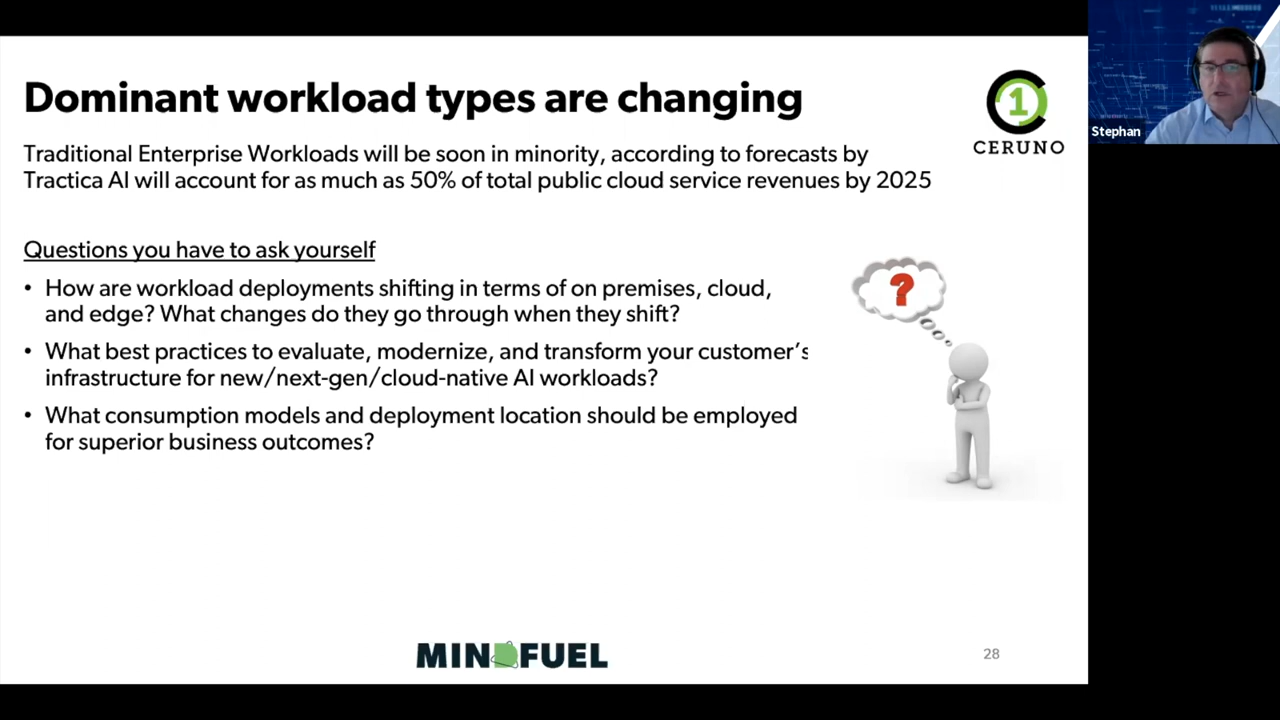 Dominant workload types are changing
Traditional Enterprise Workloads will be soon in minority, according to forecasts by
Tractica AI will account for as much as 50% of total public cloud service revenues by 2025
Questions you have to ask yourself
• How are workload deployments shifting in terms of on premises, cloud,
and edge? What changes do they go through when they shift?
• What best practices to evaluate, modernize, and transform your customer's
infrastructure for new/next-gen/cloud-native AI workloads?
• What consumption models and deployment location should be employed
for superior business outcomes?
1
CERUNO
?
Stephan
MINDFUEL
28